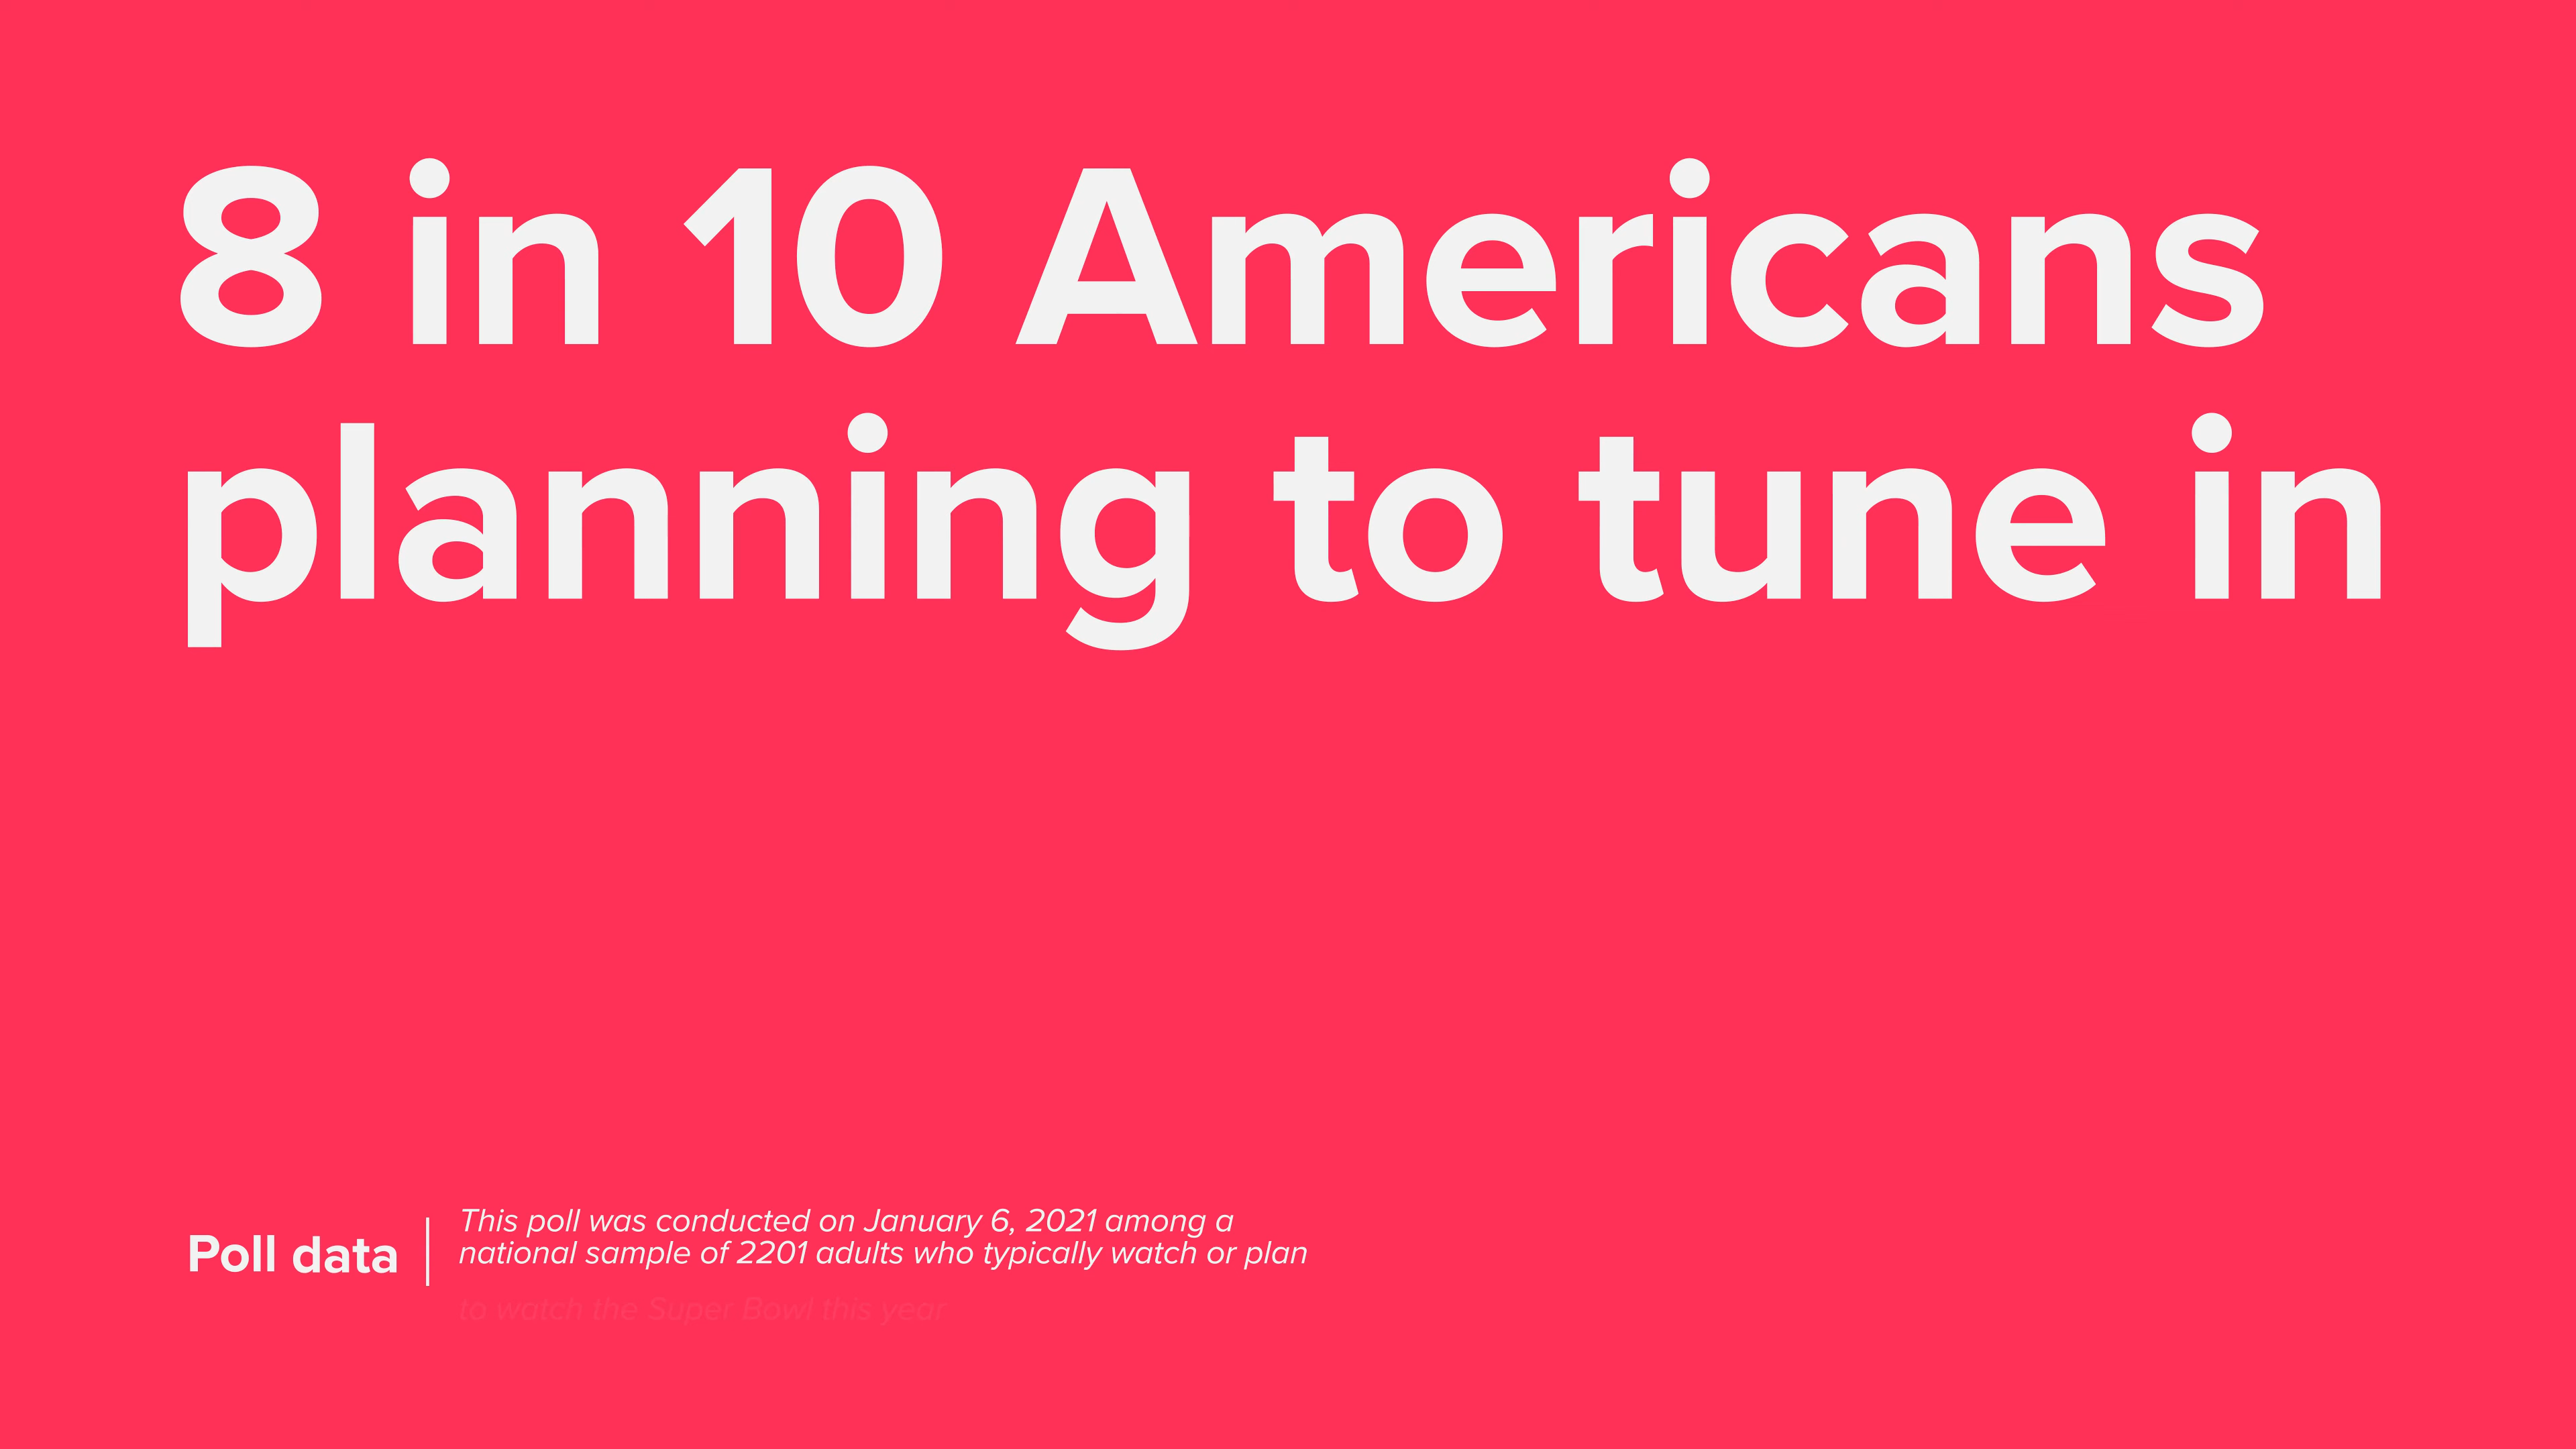 8 in 10 Americans
planning to tune in
Poll data
This poll was conducted on January 6, 2021 among a
national sample of 2201 adults who typically watch or plan
to watch the Super Bowl this year